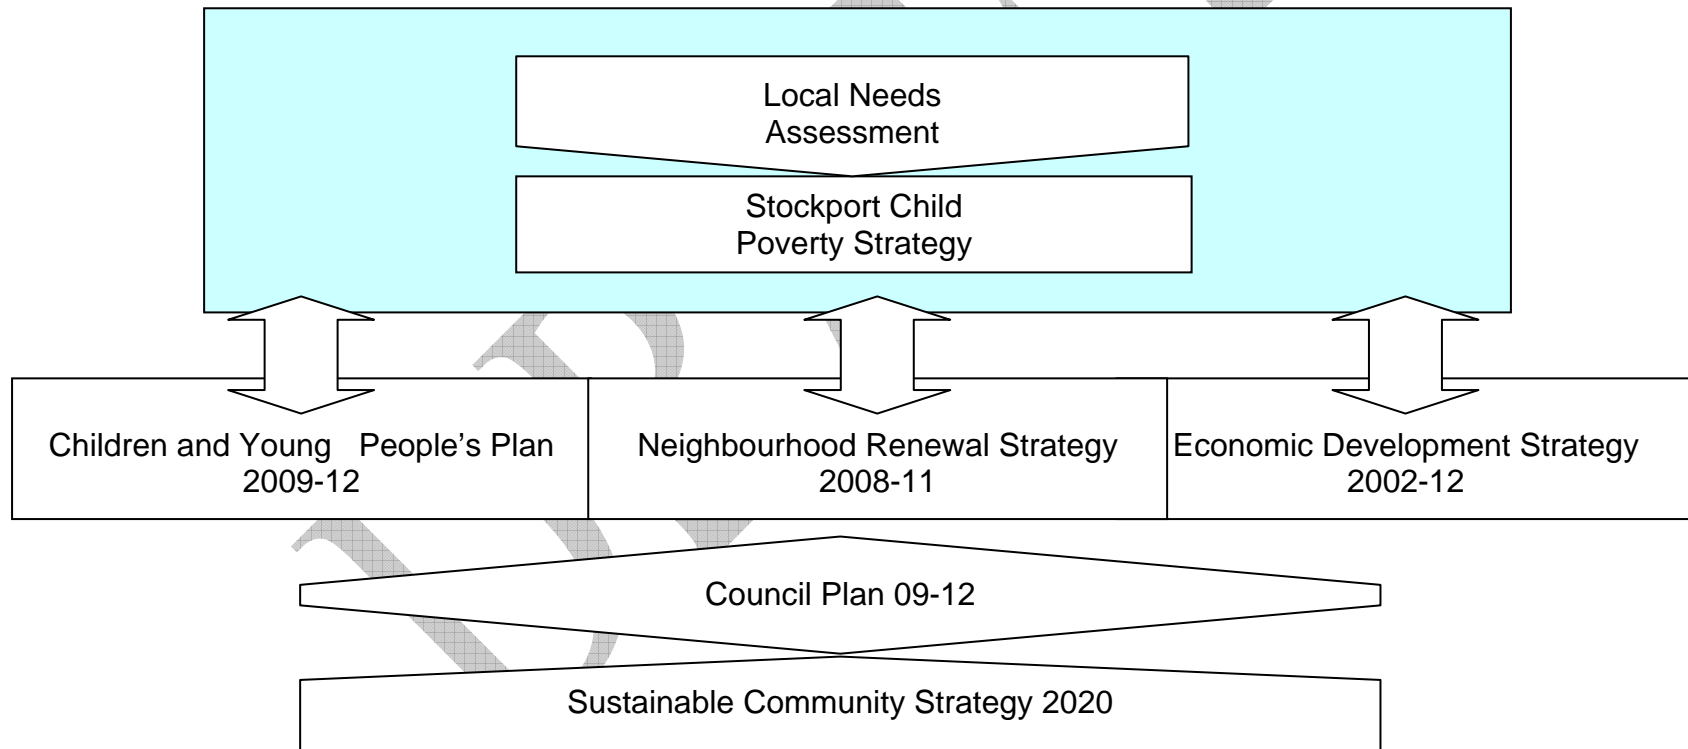 Local Needs
Assessment
Stockport Child
Poverty Strategy
Children and Young People’s Plan
2009-12
Neighbourhood Renewal Strategy
2008-11
Economic Development Strategy
2002-12
Council Plan 09-12
Sustainable Community Strategy 2020